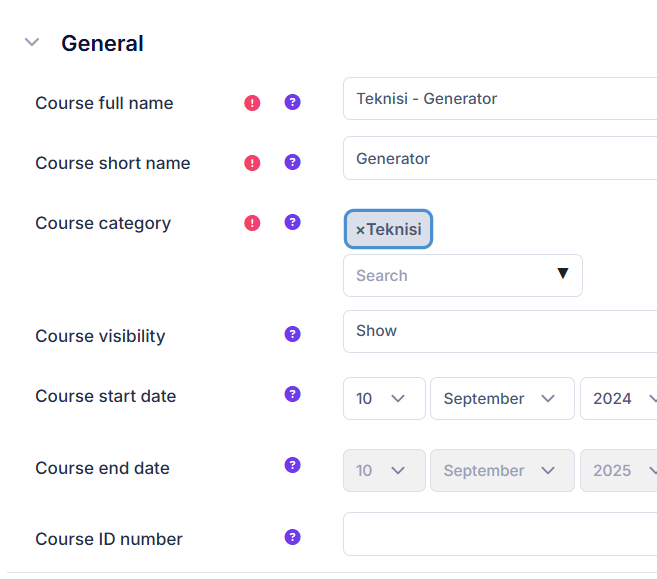 General
Course full name
Teknisi - Generator
Course short name
Generator
Course category
×Teknisi
Search
Course visibility
Show
Course start date
10 September 2024
Course end date
10 September 2025
Course ID number